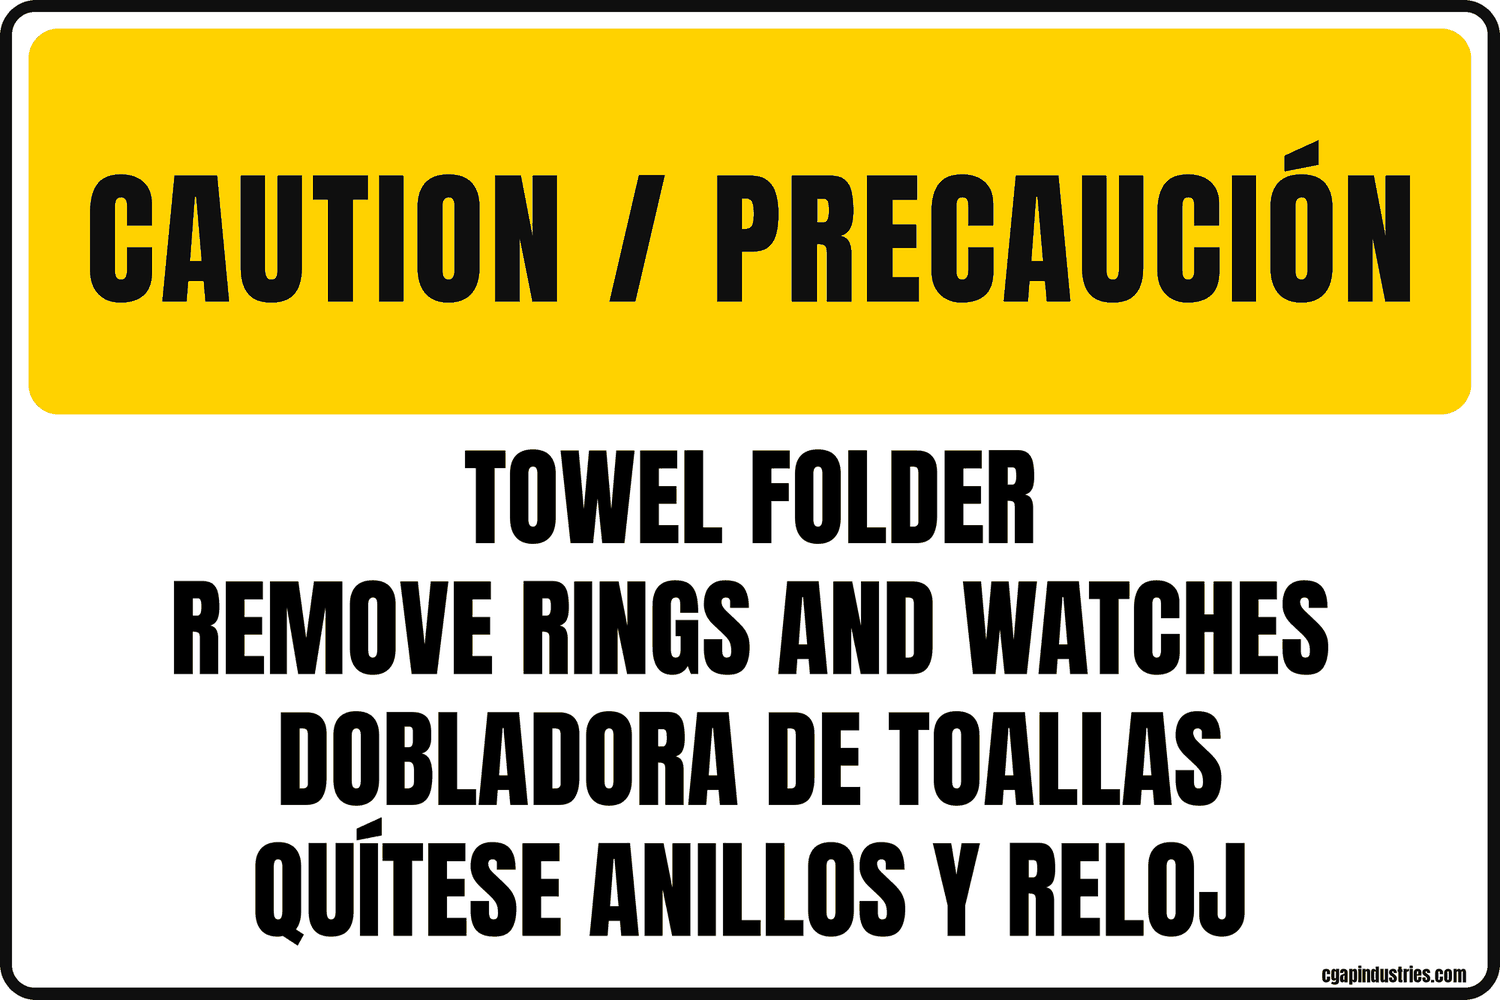 CAUTION / PRECAUCIÓN
TOWEL FOLDER
REMOVE RINGS AND WATCHES
DOBLADORA DE TOALLAS
QUÍTESE ANILLOS Y RELOJ
cgapindustries.com